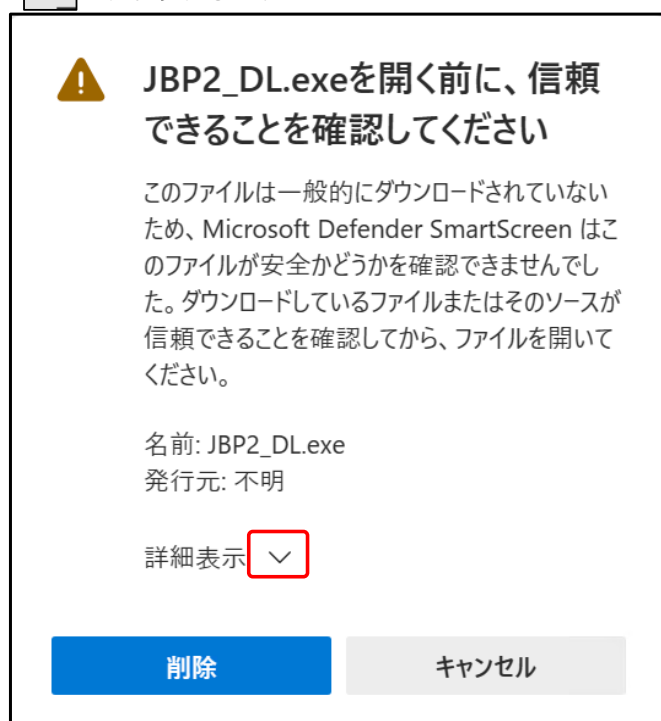 JBP2_DL.exeを開く前に、信頼
できることを確認してください
このファイルは一般的にダウンロードされていない
ため、Microsoft Defender SmartScreen はこ
のファイルが安全かどうかを確認できませんでし
た。ダウンロードしているファイルまたはそのソースが
信頼できることを確認してから、ファイルを開いて
ください。
名前: JBP2_DL.exe
発行元: 不明
詳細表示
削除
キャンセル